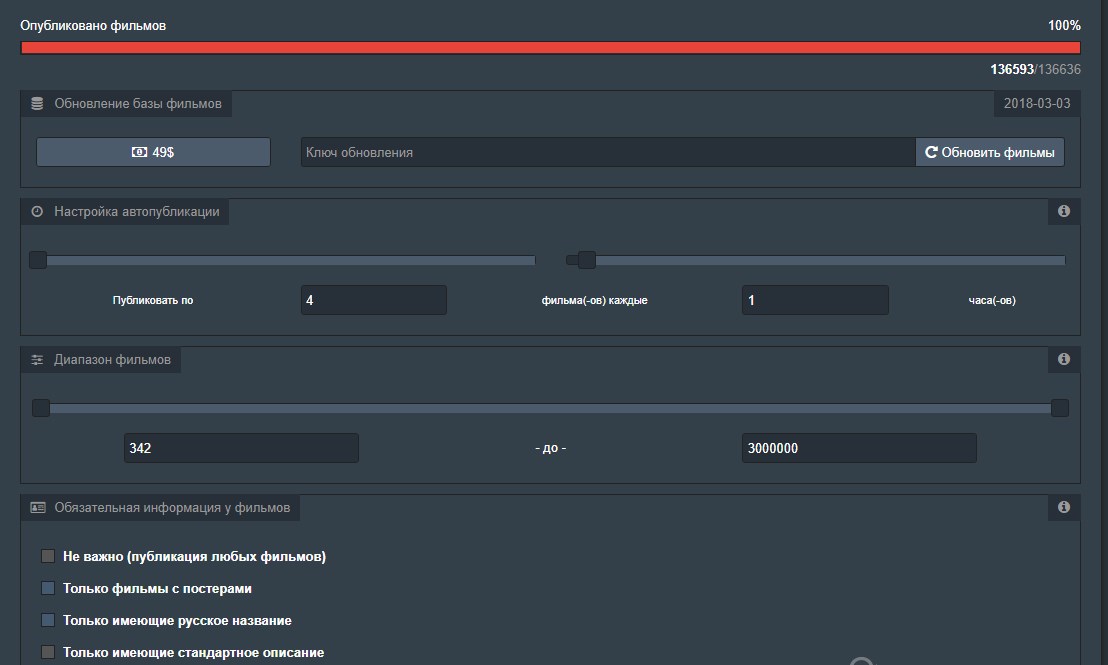 Опубликовано фильмов 100%
136593/136636
Обновление базы фильмов 2018-03-03
49$ Ключ обновления Обновить фильмы
Настройка автопубликации
Публиковать по 4 фильма(-ов) каждые 1 часа(-ов)
Диапазон фильмов
342 - до - 3000000
Обязательная информация у фильмов
Не важно (публикация любых фильмов)
Только фильмы с постерами
Только имеющие русское название
Только имеющие стандартное описание